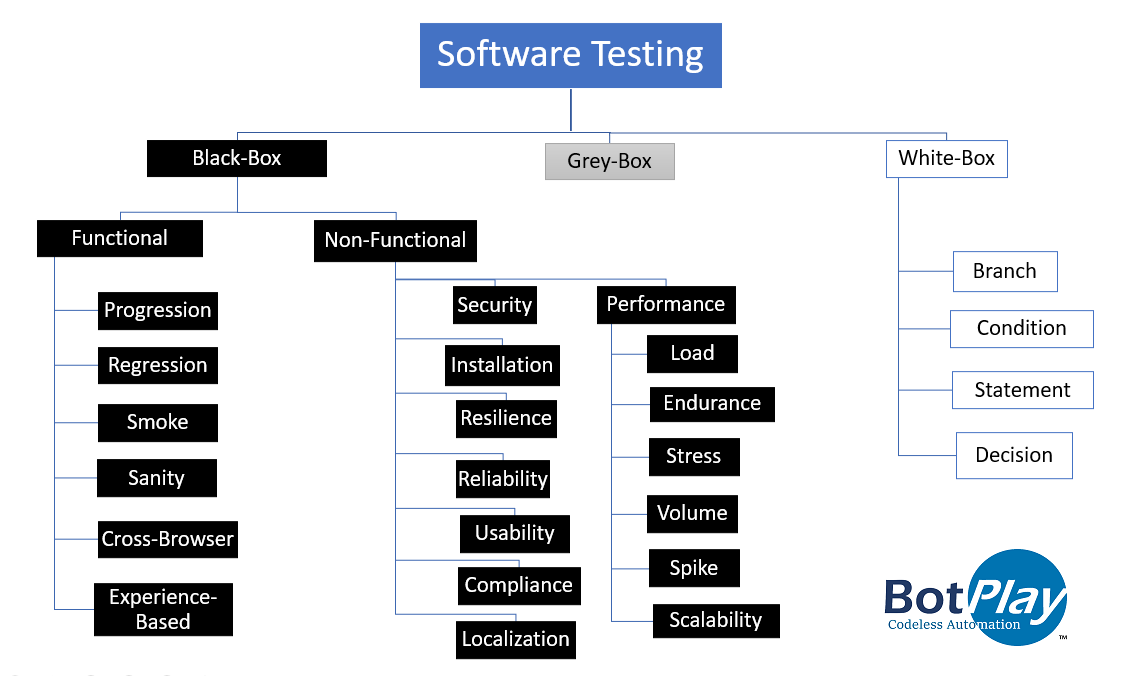 Software Testing
Black-Box
Grey-Box
White-Box
Functional
Non-Functional
Progression
Regression
Smoke
Sanity
Cross-Browser
Experience-
Based
Security
Installation
Resilience
Reliability
Usability
Compliance
Localization
Performance
Load
Endurance
Stress
Volume
Spike
Scalability
Branch
Condition
Statement
Decision
BotPlay
Codeless Automation
™